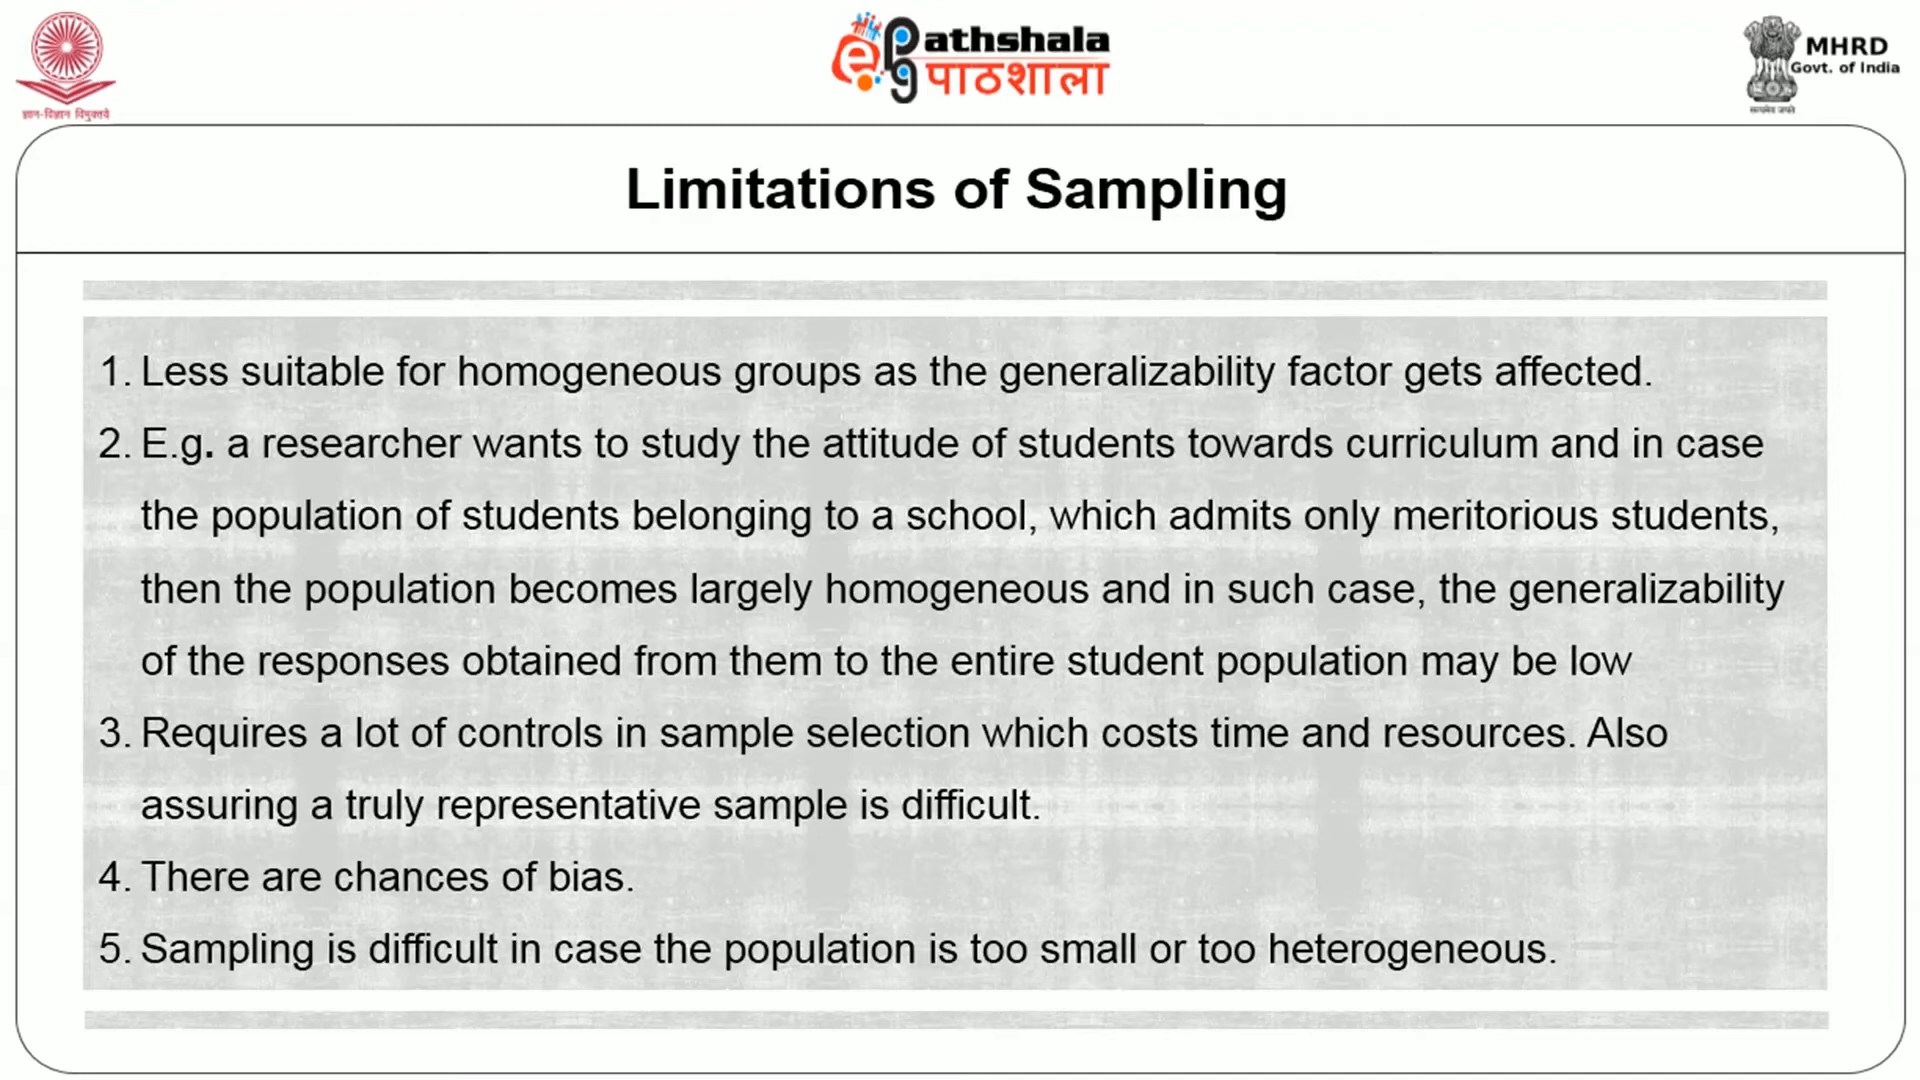 ज्ञान-विज्ञान विमुक्तये
e pg Pathshala
पाठशाला
MHRD
Govt. of India
सत्यमेव जयते
Limitations of Sampling
1. Less suitable for homogeneous groups as the generalizability factor gets affected.
2. E.g. a researcher wants to study the attitude of students towards curriculum and in case
the population of students belonging to a school, which admits only meritorious students,
then the population becomes largely homogeneous and in such case, the generalizability
of the responses obtained from them to the entire student population may be low
3. Requires a lot of controls in sample selection which costs time and resources. Also
assuring a truly representative sample is difficult.
4. There are chances of bias.
5. Sampling is difficult in case the population is too small or too heterogeneous.